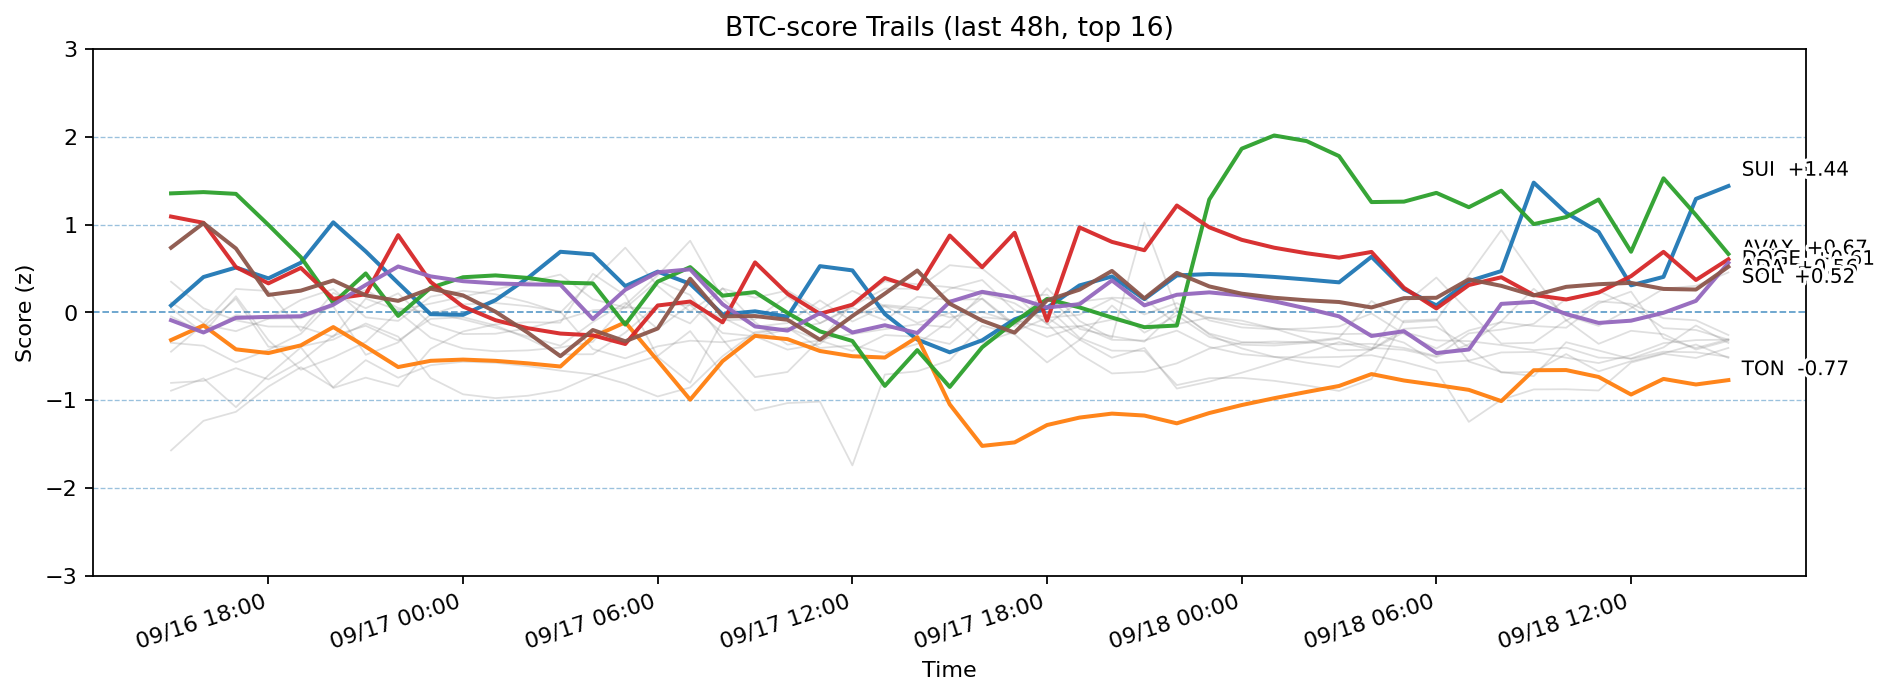 BTC-score Trails (last 48h, top 16)
3
2
1
0
−1
−2
−3
Score (z)
SUI +1.44
AVAX +0.67
SOL +0.52
TON -0.77
09/16 18:00
09/17 00:00
09/17 06:00
09/17 12:00
09/17 18:00
09/18 00:00
09/18 06:00
09/18 12:00
Time